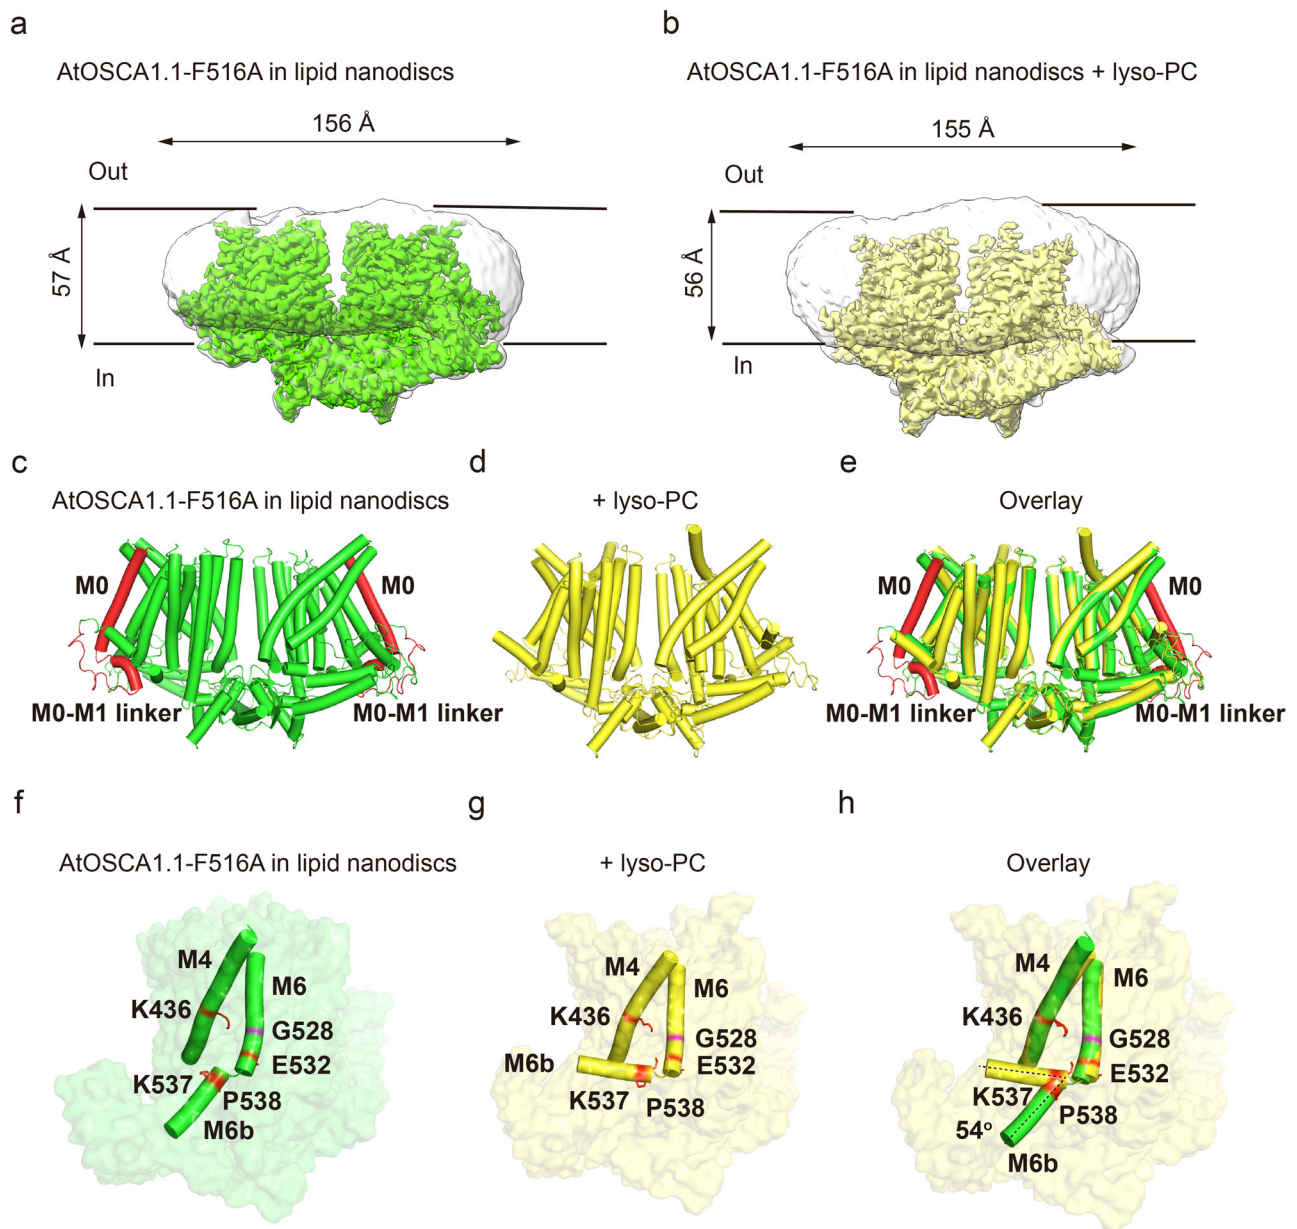 a
b
AtOSCA1.1-F516A in lipid nanodiscs
AtOSCA1.1-F516A in lipid nanodiscs + lyso-PC
156 Å
155 Å
Out
Out
57 Å
56 Å
In
In
c
d
e
AtOSCA1.1-F516A in lipid nanodiscs
+ lyso-PC
Overlay
M0
M0
M0
M0
M0-M1 linker
M0-M1 linker
M0-M1 linker
M0-M1 linker
f
g
h
AtOSCA1.1-F516A in lipid nanodiscs
+ lyso-PC
Overlay
M4
M6
K436
G528
E532
K537
P538
M6b
M4
M6
K436
G528
M6b
E532
K537
P538
M4
M6
K436
G528
E532
K537
P538
54°
M6b